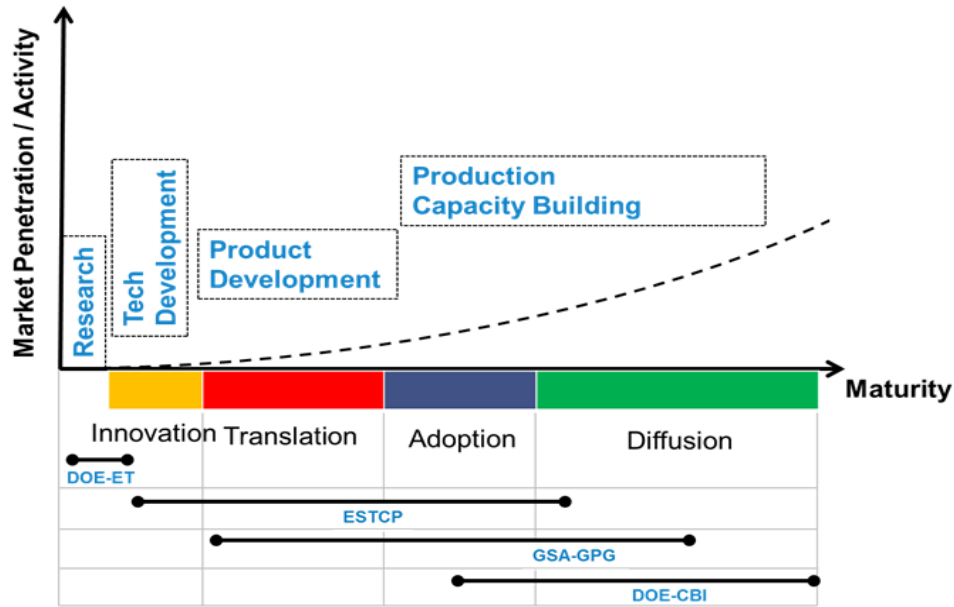 Market Penetration / Activity
Research
Tech
Development
Product
Development
Production
Capacity Building
Maturity
Innovation
Translation
Adoption
Diffusion
DOE-ET
ESTCP
GSA-GPG
DOE-CBI